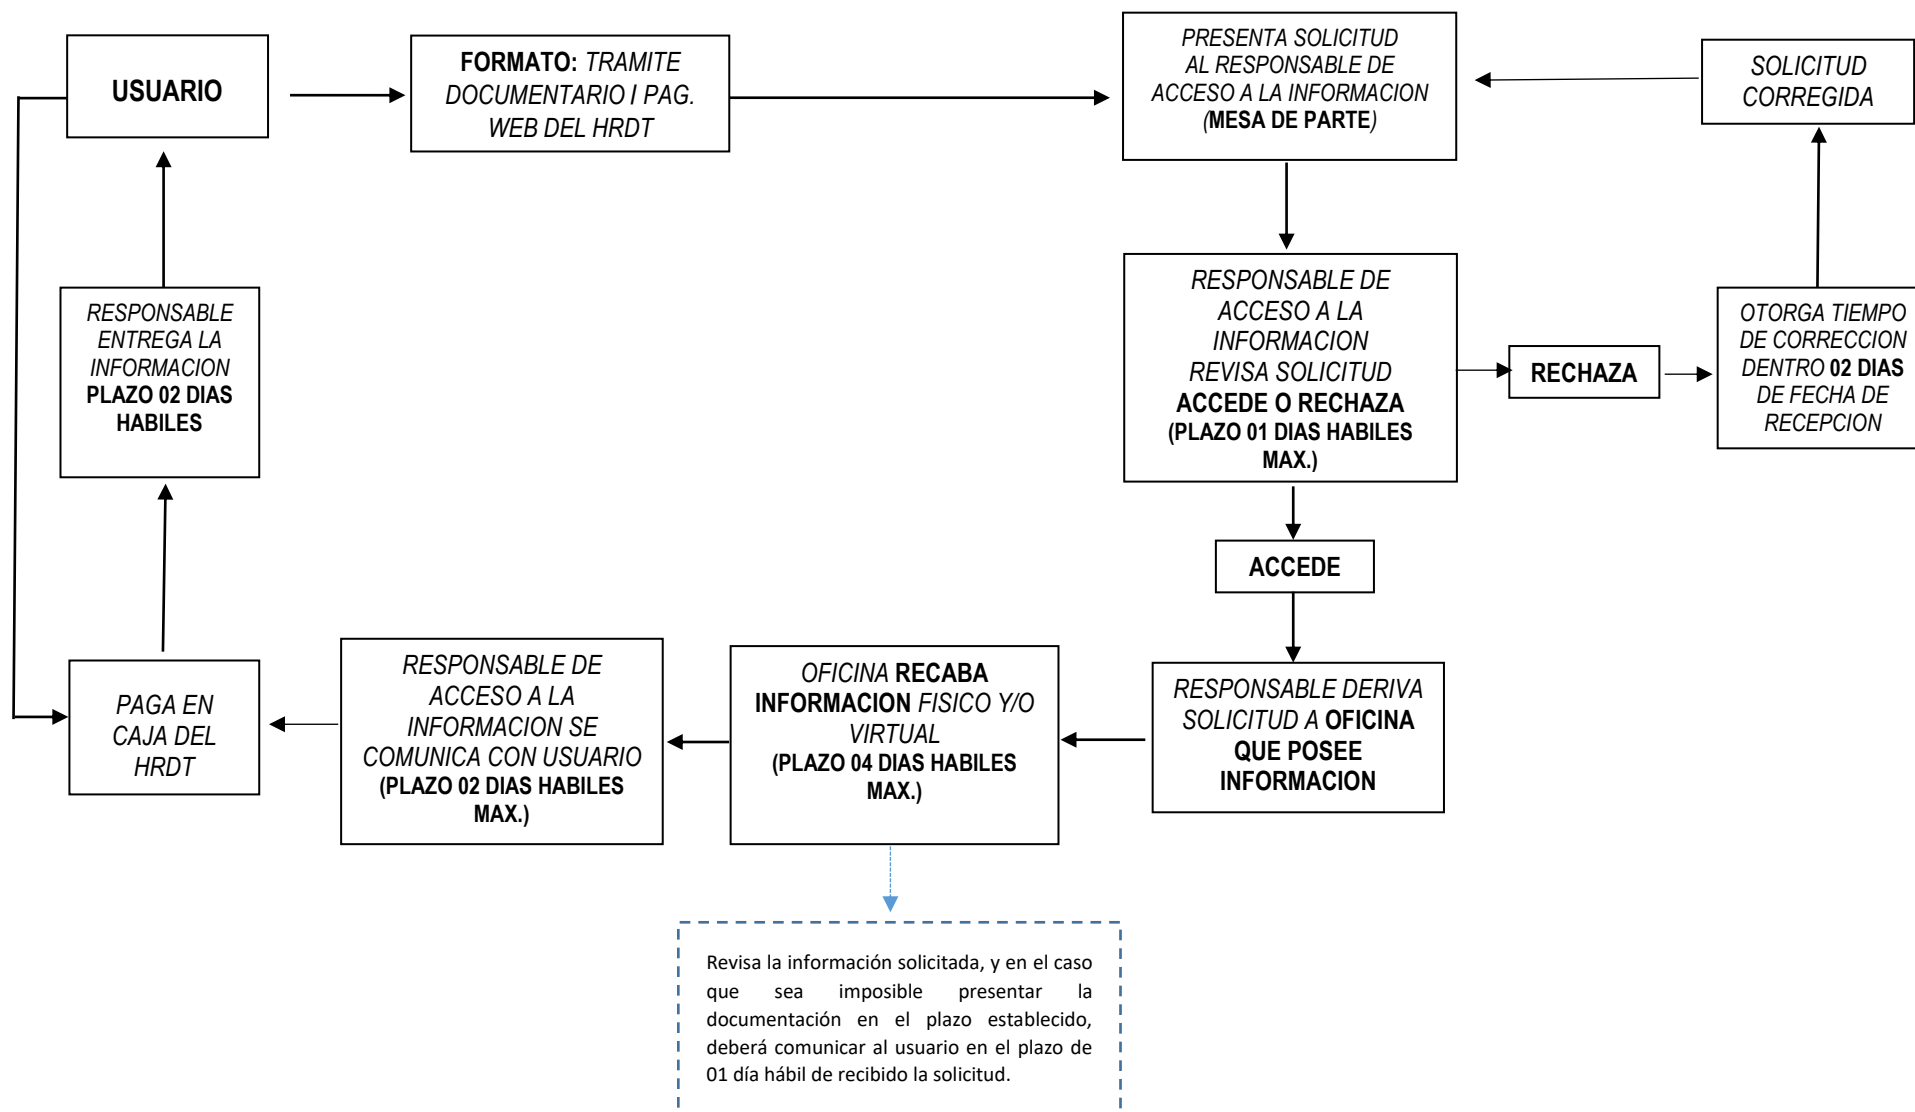 USUARIO
FORMATO: TRAMITE
DOCUMENTARIO I PAG.
WEB DEL HRDT
PRESENTA SOLICITUD
AL RESPONSABLE DE
ACCESO A LA INFORMACION
(MESA DE PARTE)
SOLICITUD
CORREGIDA
RESPONSABLE DE
ACCESO A LA
INFORMACION
REVISA SOLICITUD
ACCEDE O RECHAZA
(PLAZO 01 DIAS HABILES
MAX.)
RECHAZA
OTORGA TIEMPO
DE CORRECCION
DENTRO 02 DIAS
DE FECHA DE
RECEPCION
ACCEDE
RESPONSABLE DERIVA
SOLICITUD A OFICINA
QUE POSEE
INFORMACION
OFICINA RECABA
INFORMACION FISICO Y/O
VIRTUAL
(PLAZO 04 DIAS HABILES
MAX.)
Revisa la información solicitada, y en el caso
que sea imposible presentar la
documentación en el plazo establecido,
deberá comunicar al usuario en el plazo de
01 día hábil de recibido la solicitud.
RESPONSABLE DE
ACCESO A LA
INFORMACION SE
COMUNICA CON USUARIO
(PLAZO 02 DIAS HABILES
MAX.)
PAGA EN
CAJA DEL
HRDT
RESPONSABLE
ENTREGA LA
INFORMACION
PLAZO 02 DIAS
HABILES